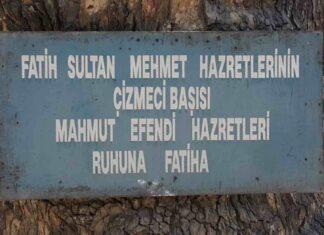 FATİH SULTAN MEHMET HAZRETLERİNİN
ÇİZMECİ BAŞISI
MAHMUT EFENDİ HAZRETLERİ
RUHUNA FATİHA